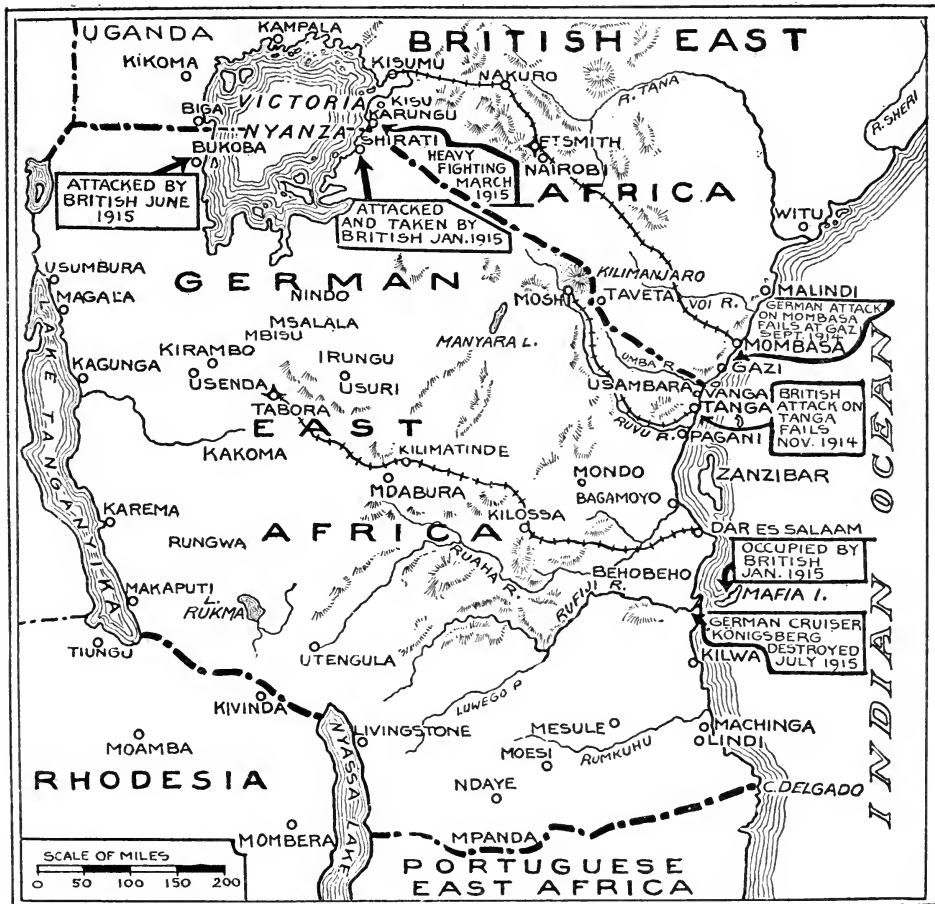 UGANDA
KAMPALA
KIKOMA
BRITISH EAST
AFRICA
KISUMU
NAKURO
R. TANA
R. SHERI
VICTORIA
NYANZA
KISU
KARUNGU
BIGA
BUKOBA
SHIRATI
FT. SMITH
NAIROBI
HEAVY
FIGHTING
MARCH
1915
ATTACKED BY
BRITISH JUNE
1915
ATTACKED
AND TAKEN BY
BRITISH JAN. 1915
WITU
USUMBURA
MAGALA
GERMAN
NINDO
MSALALA
MBISU
KIRAMBO
IRUNGU
USENDA
USURI
TABORA
KAGUNGA
MANYARA L.
MOSHI
KILIMANJARO
TAVETA
VOI R.
MALINDI
GERMAN ATTACK
ON MOMBASA
FAILS AT GAZI
SEPT. 1914
MOMBASA
UMBA R.
GAZI
USAMBARA
VANGA
TANGA
RUVU R.
PAGANI
BRITISH
ATTACK ON
TANGA
FAILS
NOV. 1914
LAKE TANGANYIKA
EAST
KAKOMA
KILIMATINDE
MDABURA
MONDO
BAGAMOYO
ZANZIBAR
INDIAN OCEAN
KAREMA
RUNGWA
AFRICA
KILOSSA
DAR ES SALAAM
OCCUPIED BY
BRITISH
JAN. 1915
RUAHA R.
BEHOBEHO
RUFIJI R.
MAFIA I.
MAKAPUTI
L.
RUKMA
GERMAN CRUISER
KÖNIGSBERG
DESTROYED
JULY 1915
TIUNGU
UTENGULA
KILWA
KIVINDA
LUWEGO R
LIVINGSTONE
MESULE
MACHINGA
LINDI
MOAMBA
MOESI
RUMKUHU
RHODESIA
NYASSA LAKE
NDAYE
C. DELGADO
MOMBERA
MPANDA
PORTUGUESE
EAST AFRICA
SCALE OF MILES
0 50 100 150 200